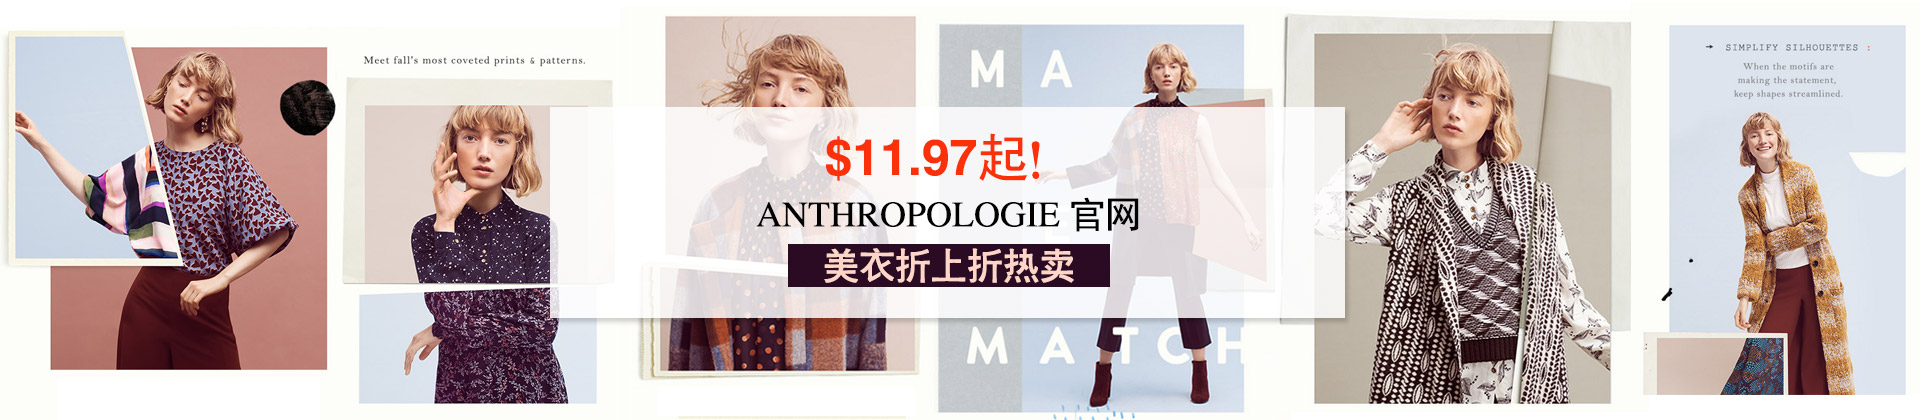 Meet fall's most coveted prints & patterns.
MA
$11.97起!
ANTHROPOLOGIE 官网
美衣折上折热卖
MATCH
→ SIMPLIFY SILHOUETTES :
When the motifs are
making the statement,
keep shapes streamlined.